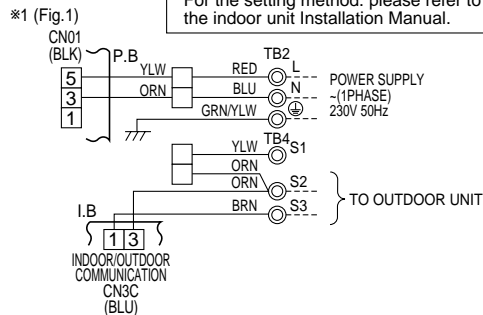 ※1 (Fig.1)
For the setting method. please refer to
the indoor unit Installation Manual.
CN01
(BLK)
P.B
TB2
5
YLW
RED
L
3
ORN
BLU
N
1
GRN/YLW
POWER SUPPLY
~(1PHASE)
230V 50Hz
TB4
YLW
S1
ORN
ORN
S2
BRN
S3
TO OUTDOOR UNIT
I.B
1 3
INDOOR/OUTDOOR
COMMUNICATION
CN3C
(BLU)